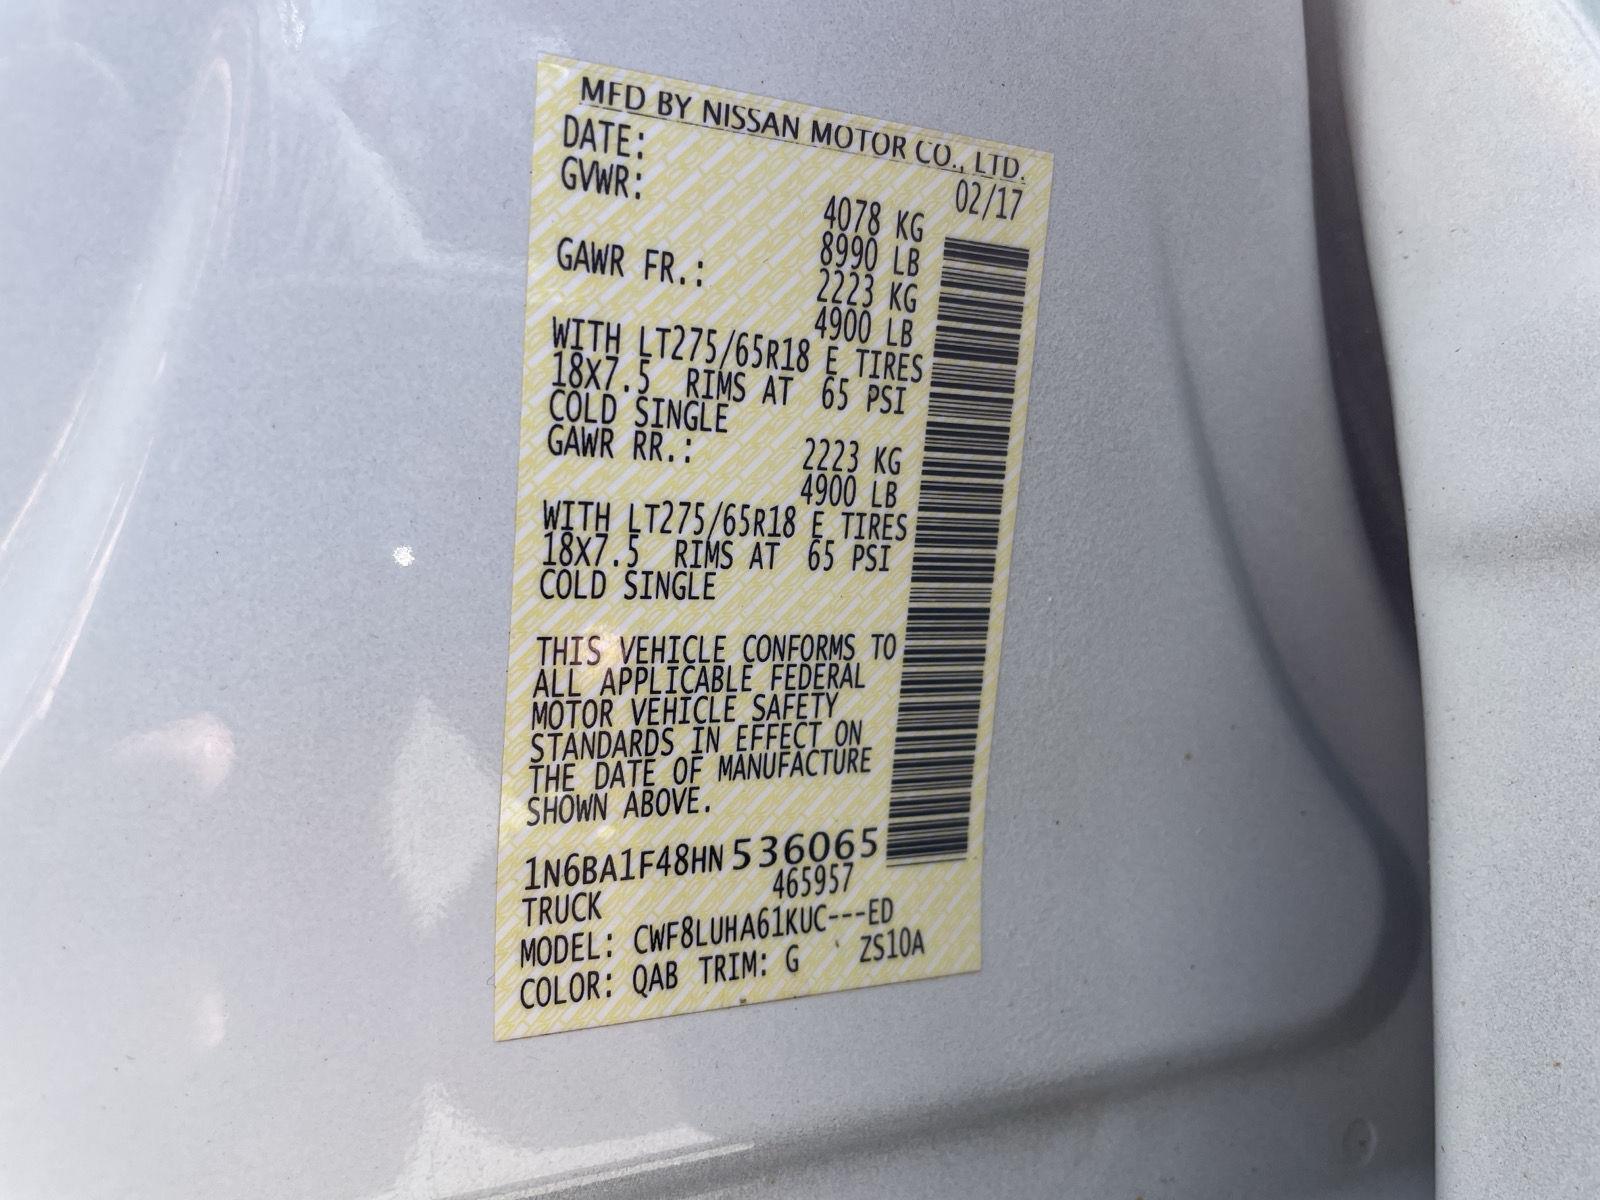 MFD BY NISSAN MOTOR CO., LTD.
DATE: 02/17
GVWR: 4078 KG
8990 LB
GAWR FR.: 2223 KG
4900 LB
WITH LT275/65R18 E TIRES
18X7.5 RIMS AT 65 PSI
COLD SINGLE
GAWR RR.: 2223 KG
4900 LB
WITH LT275/65R18 E TIRES
18X7.5 RIMS AT 65 PSI
COLD SINGLE
THIS VEHICLE CONFORMS TO
ALL APPLICABLE FEDERAL
MOTOR VEHICLE SAFETY
STANDARDS IN EFFECT ON
THE DATE OF MANUFACTURE
SHOWN ABOVE.
1N6BA1F48HN536065
TRUCK 465957
MODEL: CWF8LUHA61KUC---ED
COLOR: QAB TRIM: G ZS10A